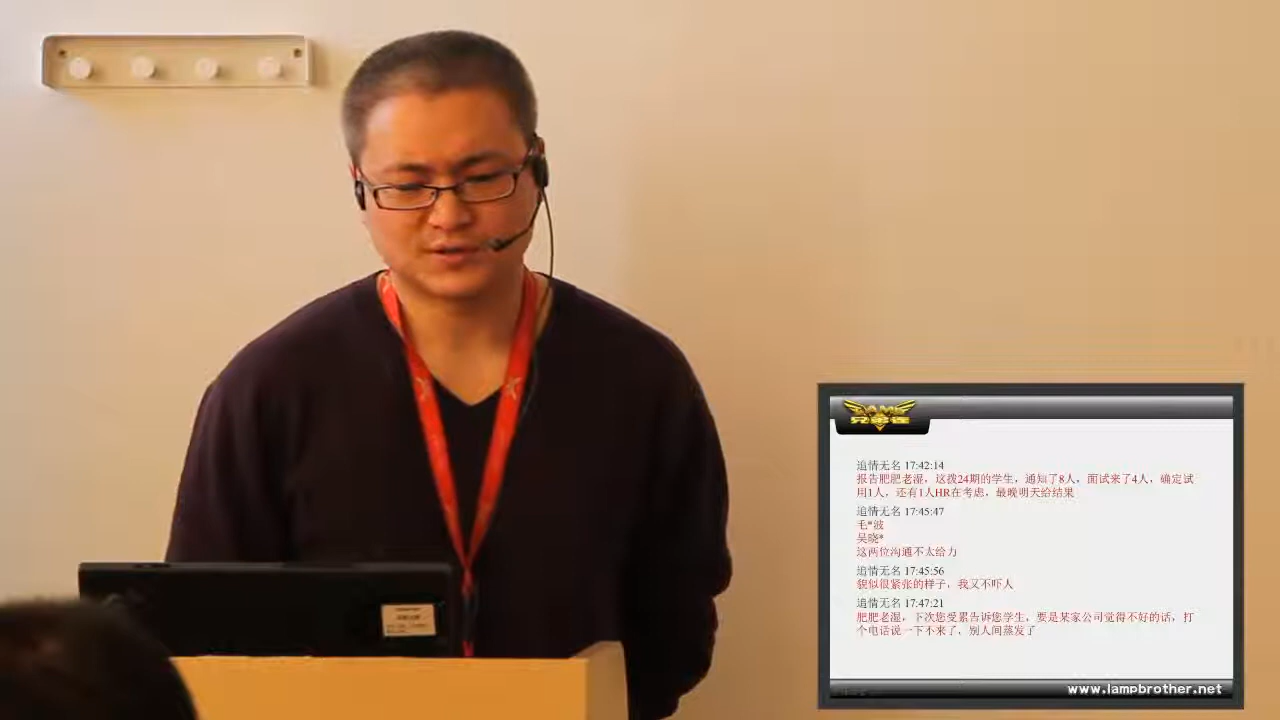 LAMP
兄弟连
追情无名 17:42:14
报告肥肥老湿，这拨24期的学生，通知了8人，面试来了4人，确定试
用1人，还有1人HR在考虑，最晚明天给结果
追情无名 17:45:47
毛*波
吴晓*
这两位沟通不太给力
追情无名 17:45:56
貌似很紧张的样子，我又不吓人
追情无名 17:47:21
肥肥老湿，下次您受累告诉您学生，要是某家公司觉得不好的话，打
个电话说一下不来了，别人间蒸发了
www.lampbrother.net